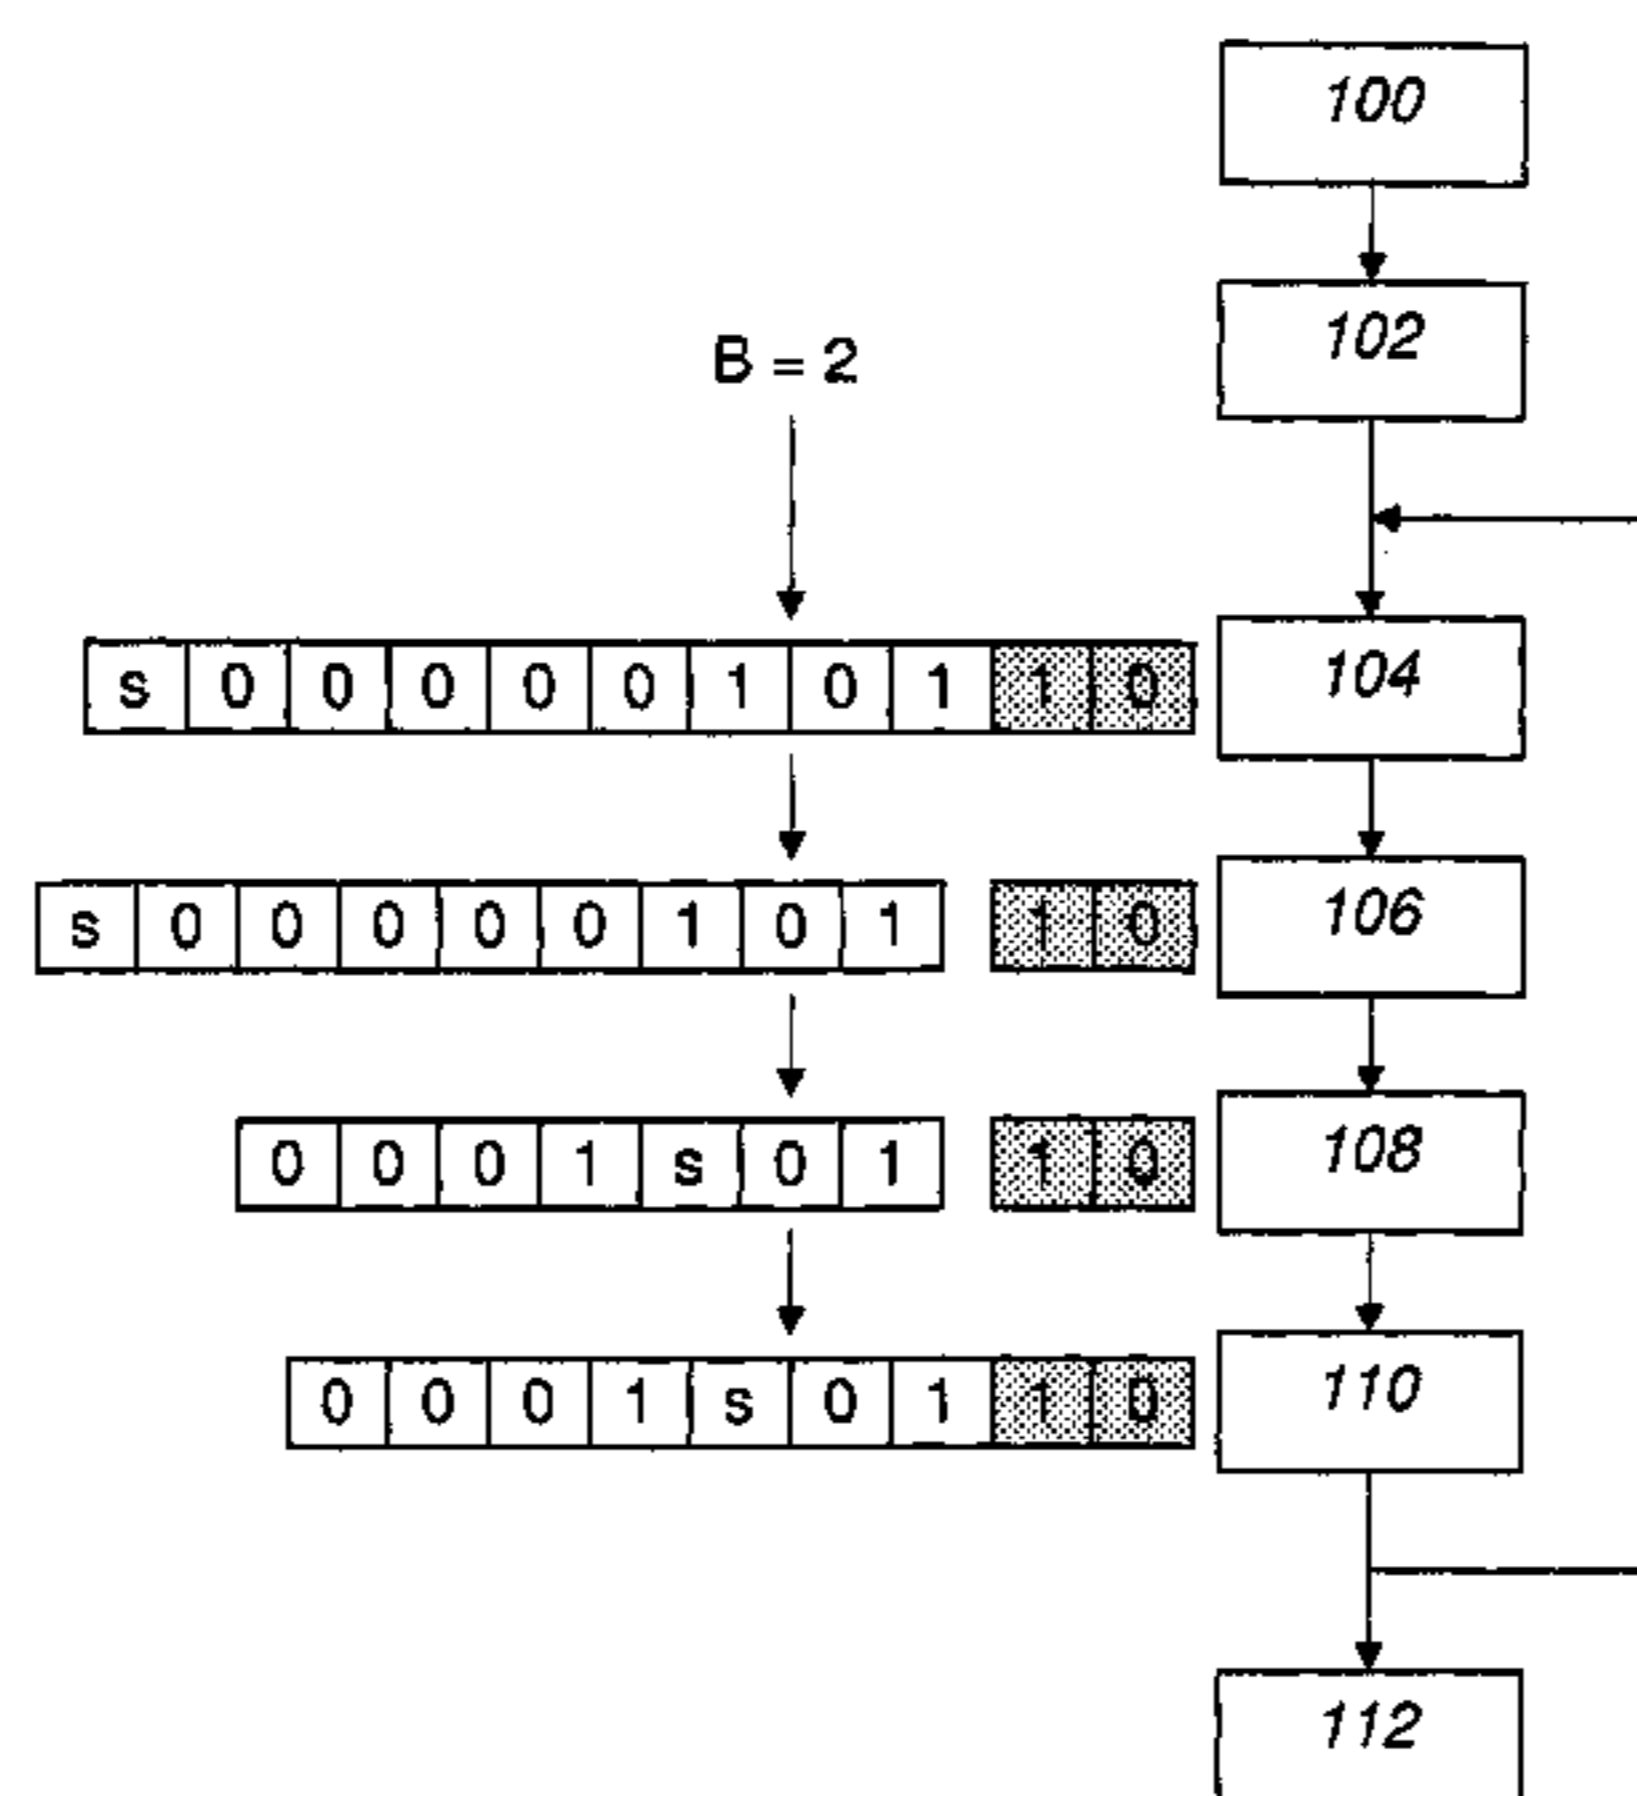 100
102
B = 2
s 0 0 0 0 0 1 0 1 1 0 104
s 0 0 0 0 0 1 0 1 1 0 106
0 0 0 1 s 0 1 1 0 108
0 0 0 1 s 0 1 1 0 110
112